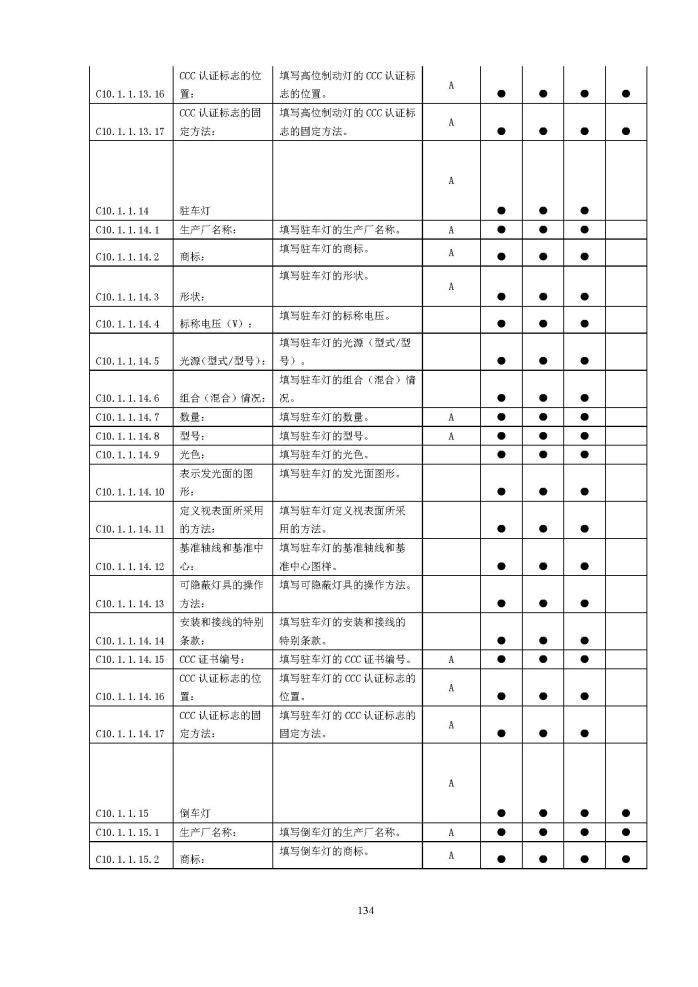 CCC 认证标志的位 填写高位制动灯的 CCC 认证标
A
C10.1.1.13.16 置： 志的位置。 ● ● ● ●
CCC 认证标志的固 填写高位制动灯的 CCC 认证标
A
C10.1.1.13.17 定方法： 志的固定方法。 ● ● ● ●
A
C10.1.1.14 驻车灯 ● ● ●
C10.1.1.14.1 生产厂名称： 填写驻车灯的生产厂名称。 A ● ● ●
填写驻车灯的商标。
C10.1.1.14.2 商标： A ● ● ●
填写驻车灯的形状。
A
C10.1.1.14.3 形状： ● ● ●
填写驻车灯的标称电压。
C10.1.1.14.4 标称电压（V）： ● ● ●
填写驻车灯的光源（型式/型
C10.1.1.14.5 光源(型式/型号)： 号）。 ● ● ●
填写驻车灯的组合（混合）情
C10.1.1.14.6 组合（混合）情况： 况。 ● ● ●
C10.1.1.14.7 数量： 填写驻车灯的数量。 A ● ● ●
C10.1.1.14.8 型号： 填写驻车灯的型号。 A ● ● ●
C10.1.1.14.9 光色： 填写驻车灯的光色。 ● ● ●
表示发光面的图 填写驻车灯的发光面图形。
C10.1.1.14.10 形： ● ● ●
定义视表面所采用 填写驻车灯定义视表面所采
C10.1.1.14.11 的方法： 用的方法。 ● ● ●
基准轴线和基准中 填写驻车灯的基准轴线和基
C10.1.1.14.12 心： 准中心图样。 ● ● ●
可隐蔽灯具的操作 填写可隐蔽灯具的操作方法。
C10.1.1.14.13 方法： ● ● ●
安装和接线的特别 填写驻车灯的安装和接线的
C10.1.1.14.14 条款： 特别条款。 ● ● ●
C10.1.1.14.15 CCC 证书编号： 填写驻车灯的 CCC 证书编号。 A ● ● ●
CCC 认证标志的位 填写驻车灯的 CCC 认证标志的
A
C10.1.1.14.16 置： 位置。 ● ● ●
CCC 认证标志的固 填写驻车灯的 CCC 认证标志的
A
C10.1.1.14.17 定方法： 固定方法。 ● ● ●
A
C10.1.1.15 倒车灯 ● ● ● ●
C10.1.1.15.1 生产厂名称： 填写倒车灯的生产厂名称。 A ● ● ● ●
填写倒车灯的商标。
C10.1.1.15.2 商标： A ● ● ● ●
134